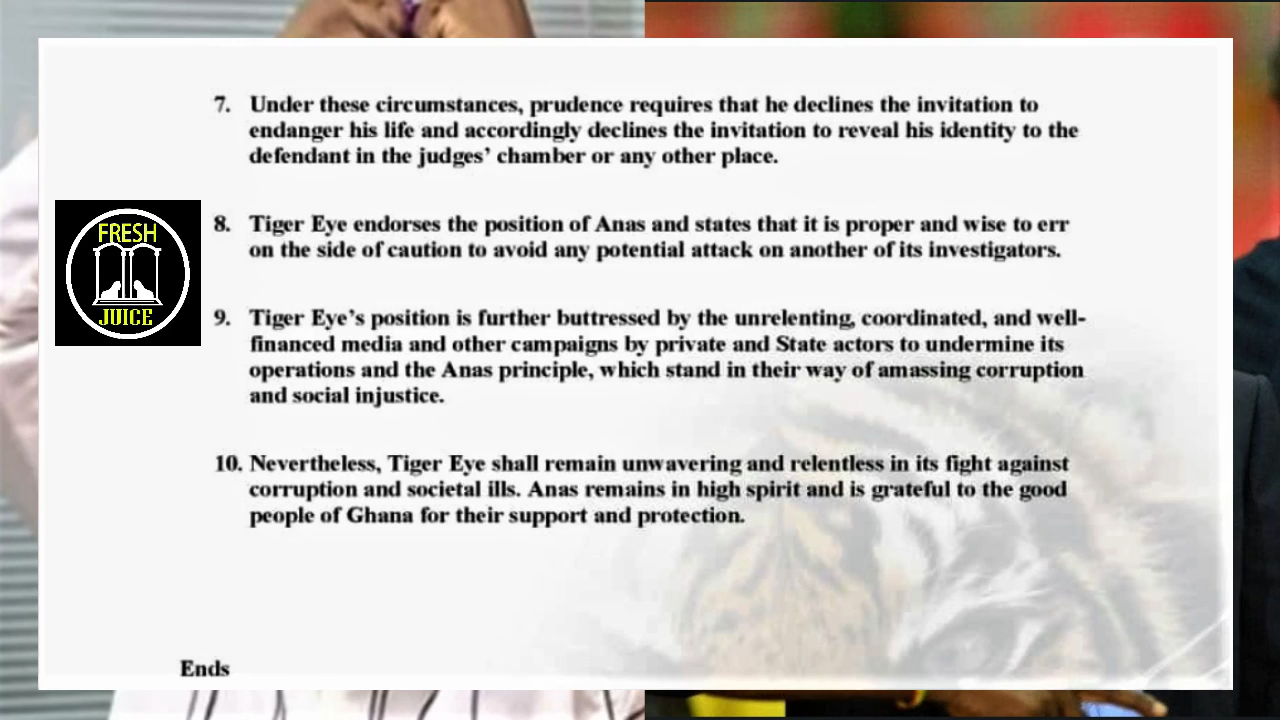 7. Under these circumstances, prudence requires that he declines the invitation to
endanger his life and accordingly declines the invitation to reveal his identity to the
defendant in the judges’ chamber or any other place.
FRESH
JUICE
8. Tiger Eye endorses the position of Anas and states that it is proper and wise to err
on the side of caution to avoid any potential attack on another of its investigators.
9. Tiger Eye’s position is further buttressed by the unrelenting, coordinated, and well-
financed media and other campaigns by private and State actors to undermine its
operations and the Anas principle, which stand in their way of amassing corruption
and social injustice.
10. Nevertheless, Tiger Eye shall remain unwavering and relentless in its fight against
corruption and societal ills. Anas remains in high spirit and is grateful to the good
people of Ghana for their support and protection.
Ends